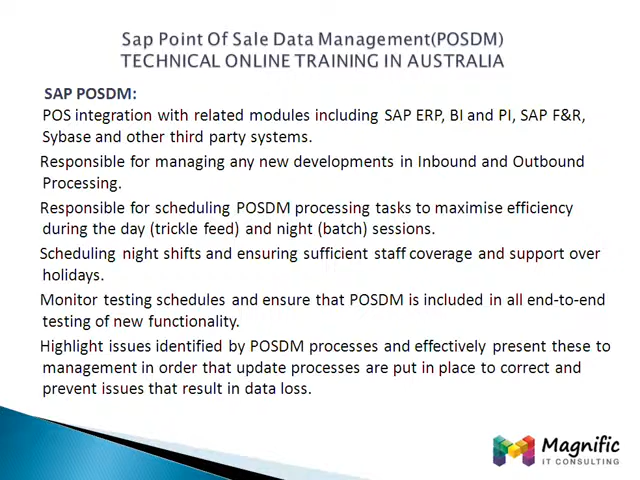 Sap Point Of Sale Data Management(POSDM)
TECHNICAL ONLINE TRAINING IN AUSTRALIA
SAP POSDM:
POS integration with related modules including SAP ERP, BI and PI, SAP F&R,
Sybase and other third party systems.
Responsible for managing any new developments in Inbound and Outbound
Processing.
Responsible for scheduling POSDM processing tasks to maximise efficiency
during the day (trickle feed) and night (batch) sessions.
Scheduling night shifts and ensuring sufficient staff coverage and support over
holidays.
Monitor testing schedules and ensure that POSDM is included in all end-to-end
testing of new functionality.
Highlight issues identified by POSDM processes and effectively present these to
management in order that update processes are put in place to correct and
prevent issues that result in data loss.
Magnific
IT CONSULTING